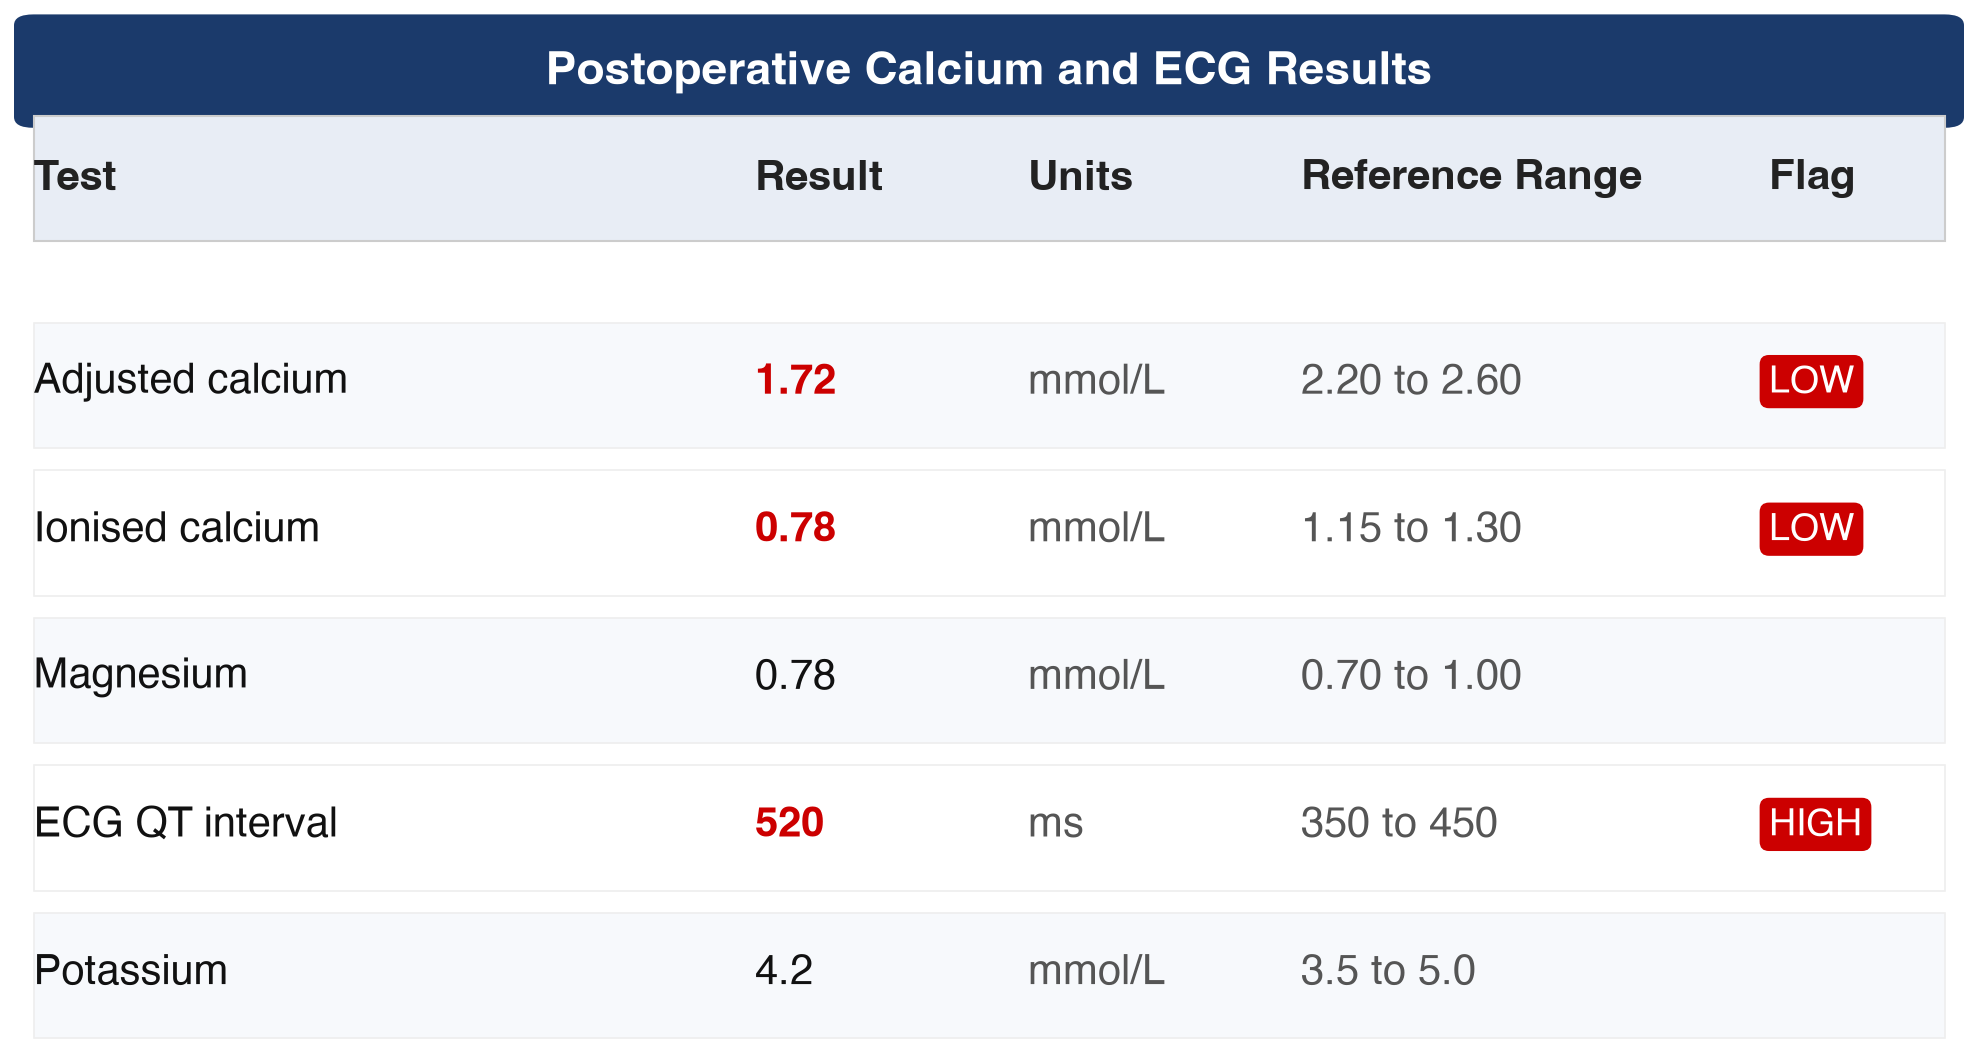 Postoperative Calcium and ECG Results
Test Result Units Reference Range Flag
Adjusted calcium 1.72 mmol/L 2.20 to 2.60 LOW
Ionised calcium 0.78 mmol/L 1.15 to 1.30 LOW
Magnesium 0.78 mmol/L 0.70 to 1.00
ECG QT interval 520 ms 350 to 450 HIGH
Potassium 4.2 mmol/L 3.5 to 5.0